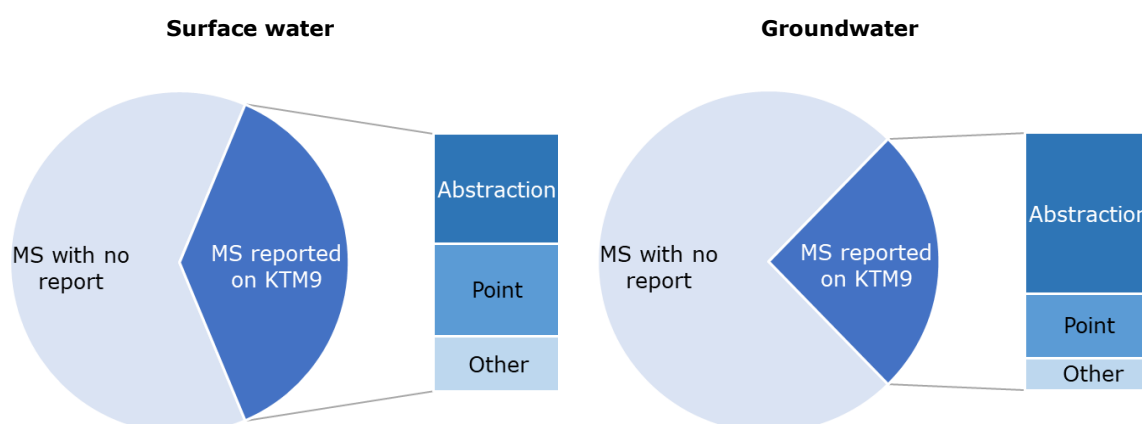 Surface water
MS with no
report
MS reported
on KTM9
Abstraction
Point
Other
Groundwater
MS with no
report
MS reported
on KTM9
Abstraction
Point
Other